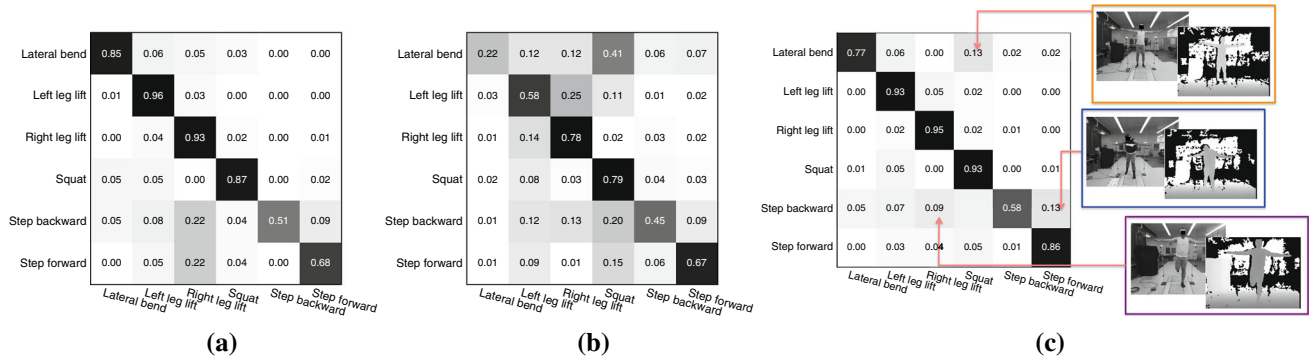 Lateral bend 0.85 0.06 0.05 0.03 0.00 0.00
Left leg lift 0.01 0.96 0.03 0.00 0.00 0.00
Right leg lift 0.00 0.04 0.93 0.02 0.00 0.01
Squat 0.05 0.05 0.00 0.87 0.00 0.02
Step backward 0.05 0.08 0.22 0.04 0.51 0.09
Step forward 0.00 0.05 0.22 0.04 0.00 0.68
Lateral bend Left leg lift Right leg lift Squat Step backward Step forward
(a)
Lateral bend 0.22 0.12 0.12 0.41 0.06 0.07
Left leg lift 0.03 0.58 0.25 0.11 0.01 0.02
Right leg lift 0.01 0.14 0.78 0.02 0.03 0.02
Squat 0.02 0.08 0.03 0.79 0.04 0.03
Step backward 0.01 0.12 0.13 0.20 0.45 0.09
Step forward 0.01 0.09 0.01 0.15 0.06 0.67
Lateral bend Left leg lift Right leg lift Squat Step backward Step forward
(b)
Lateral bend 0.77 0.06 0.00 0.13 0.02 0.02
Left leg lift 0.00 0.93 0.05 0.02 0.00 0.00
Right leg lift 0.00 0.02 0.95 0.02 0.01 0.00
Squat 0.01 0.05 0.00 0.93 0.00 0.01
Step backward 0.05 0.07 0.09 0.58 0.13
Step forward 0.00 0.03 0.04 0.05 0.01 0.86
Lateral bend Left leg lift Right leg lift Squat Step backward Step forward
(c)